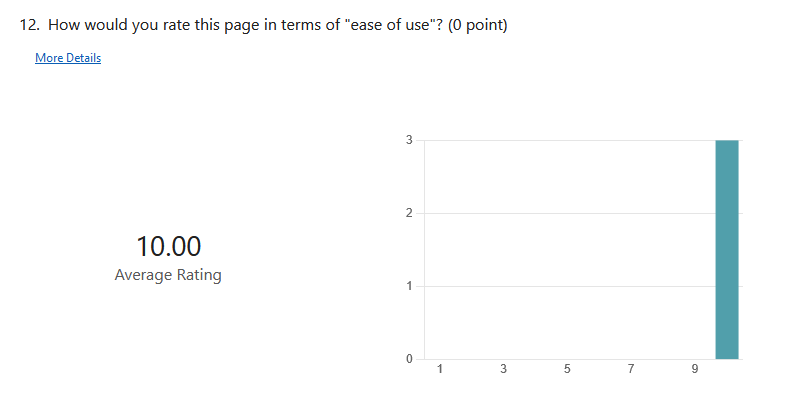 12. How would you rate this page in terms of "ease of use"? (0 point)
More Details
10.00
Average Rating
3
2
1
0
1 3 5 7 9